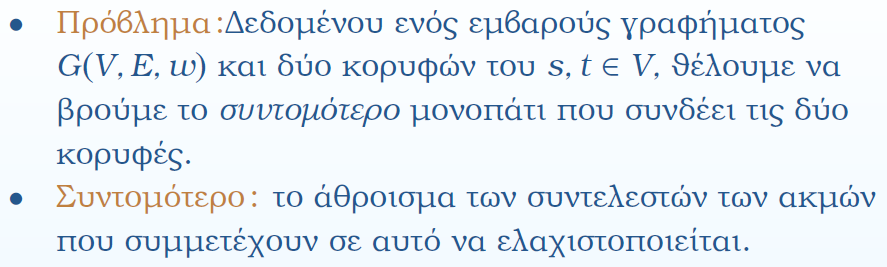 • Πρόβλημα:Δεδομένου ενός εμβαρούς γραφήματος
G(V, E, w) και δύο κορυφών του s, t ∈ V, θέλουμε να
βρούμε το συντομότερο μονοπάτι που συνδέει τις δύο
κορυφές.
• Συντομότερο: το άθροισμα των συντελεστών των ακμών
που συμμετέχουν σε αυτό να ελαχιστοποιείται.